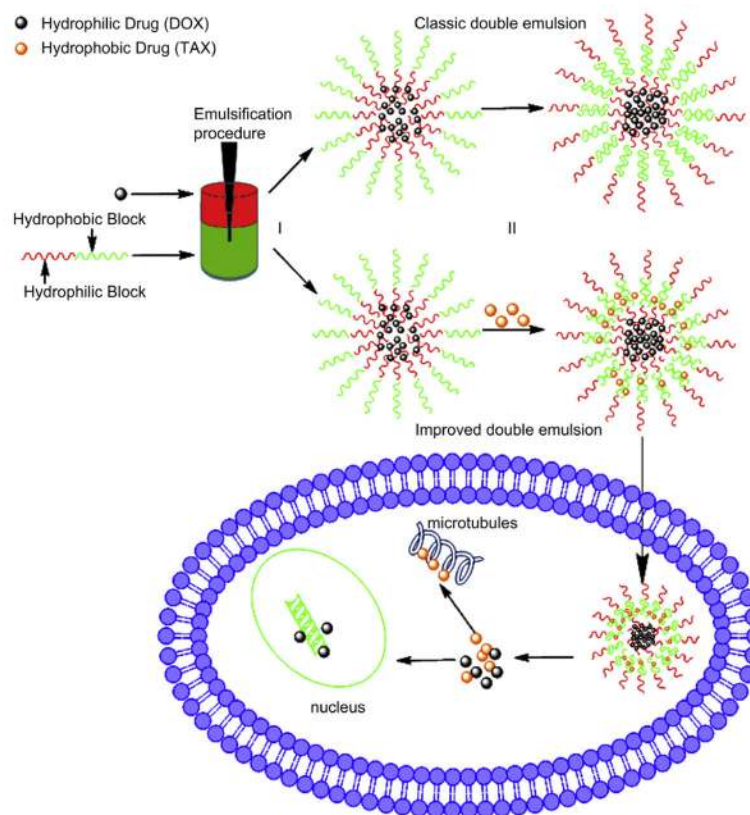 Hydrophilic Drug (DOX)
Hydrophobic Drug (TAX)
Classic double emulsion
Emulsification
procedure
Hydrophobic Block
Hydrophilic Block
I
II
Improved double emulsion
microtubules
nucleus